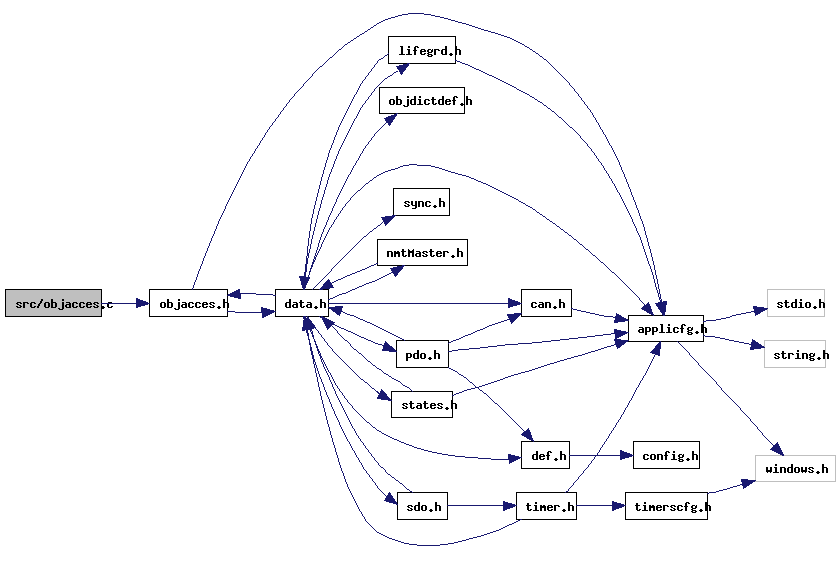 lifegrd.h
objdictdef.h
sync.h
nmtMaster.h
src/objacces.c
objacces.h
data.h
can.h
stdio.h
applicfg.h
string.h
pdo.h
states.h
def.h
config.h
windows.h
sdo.h
timer.h
timerscfg.h